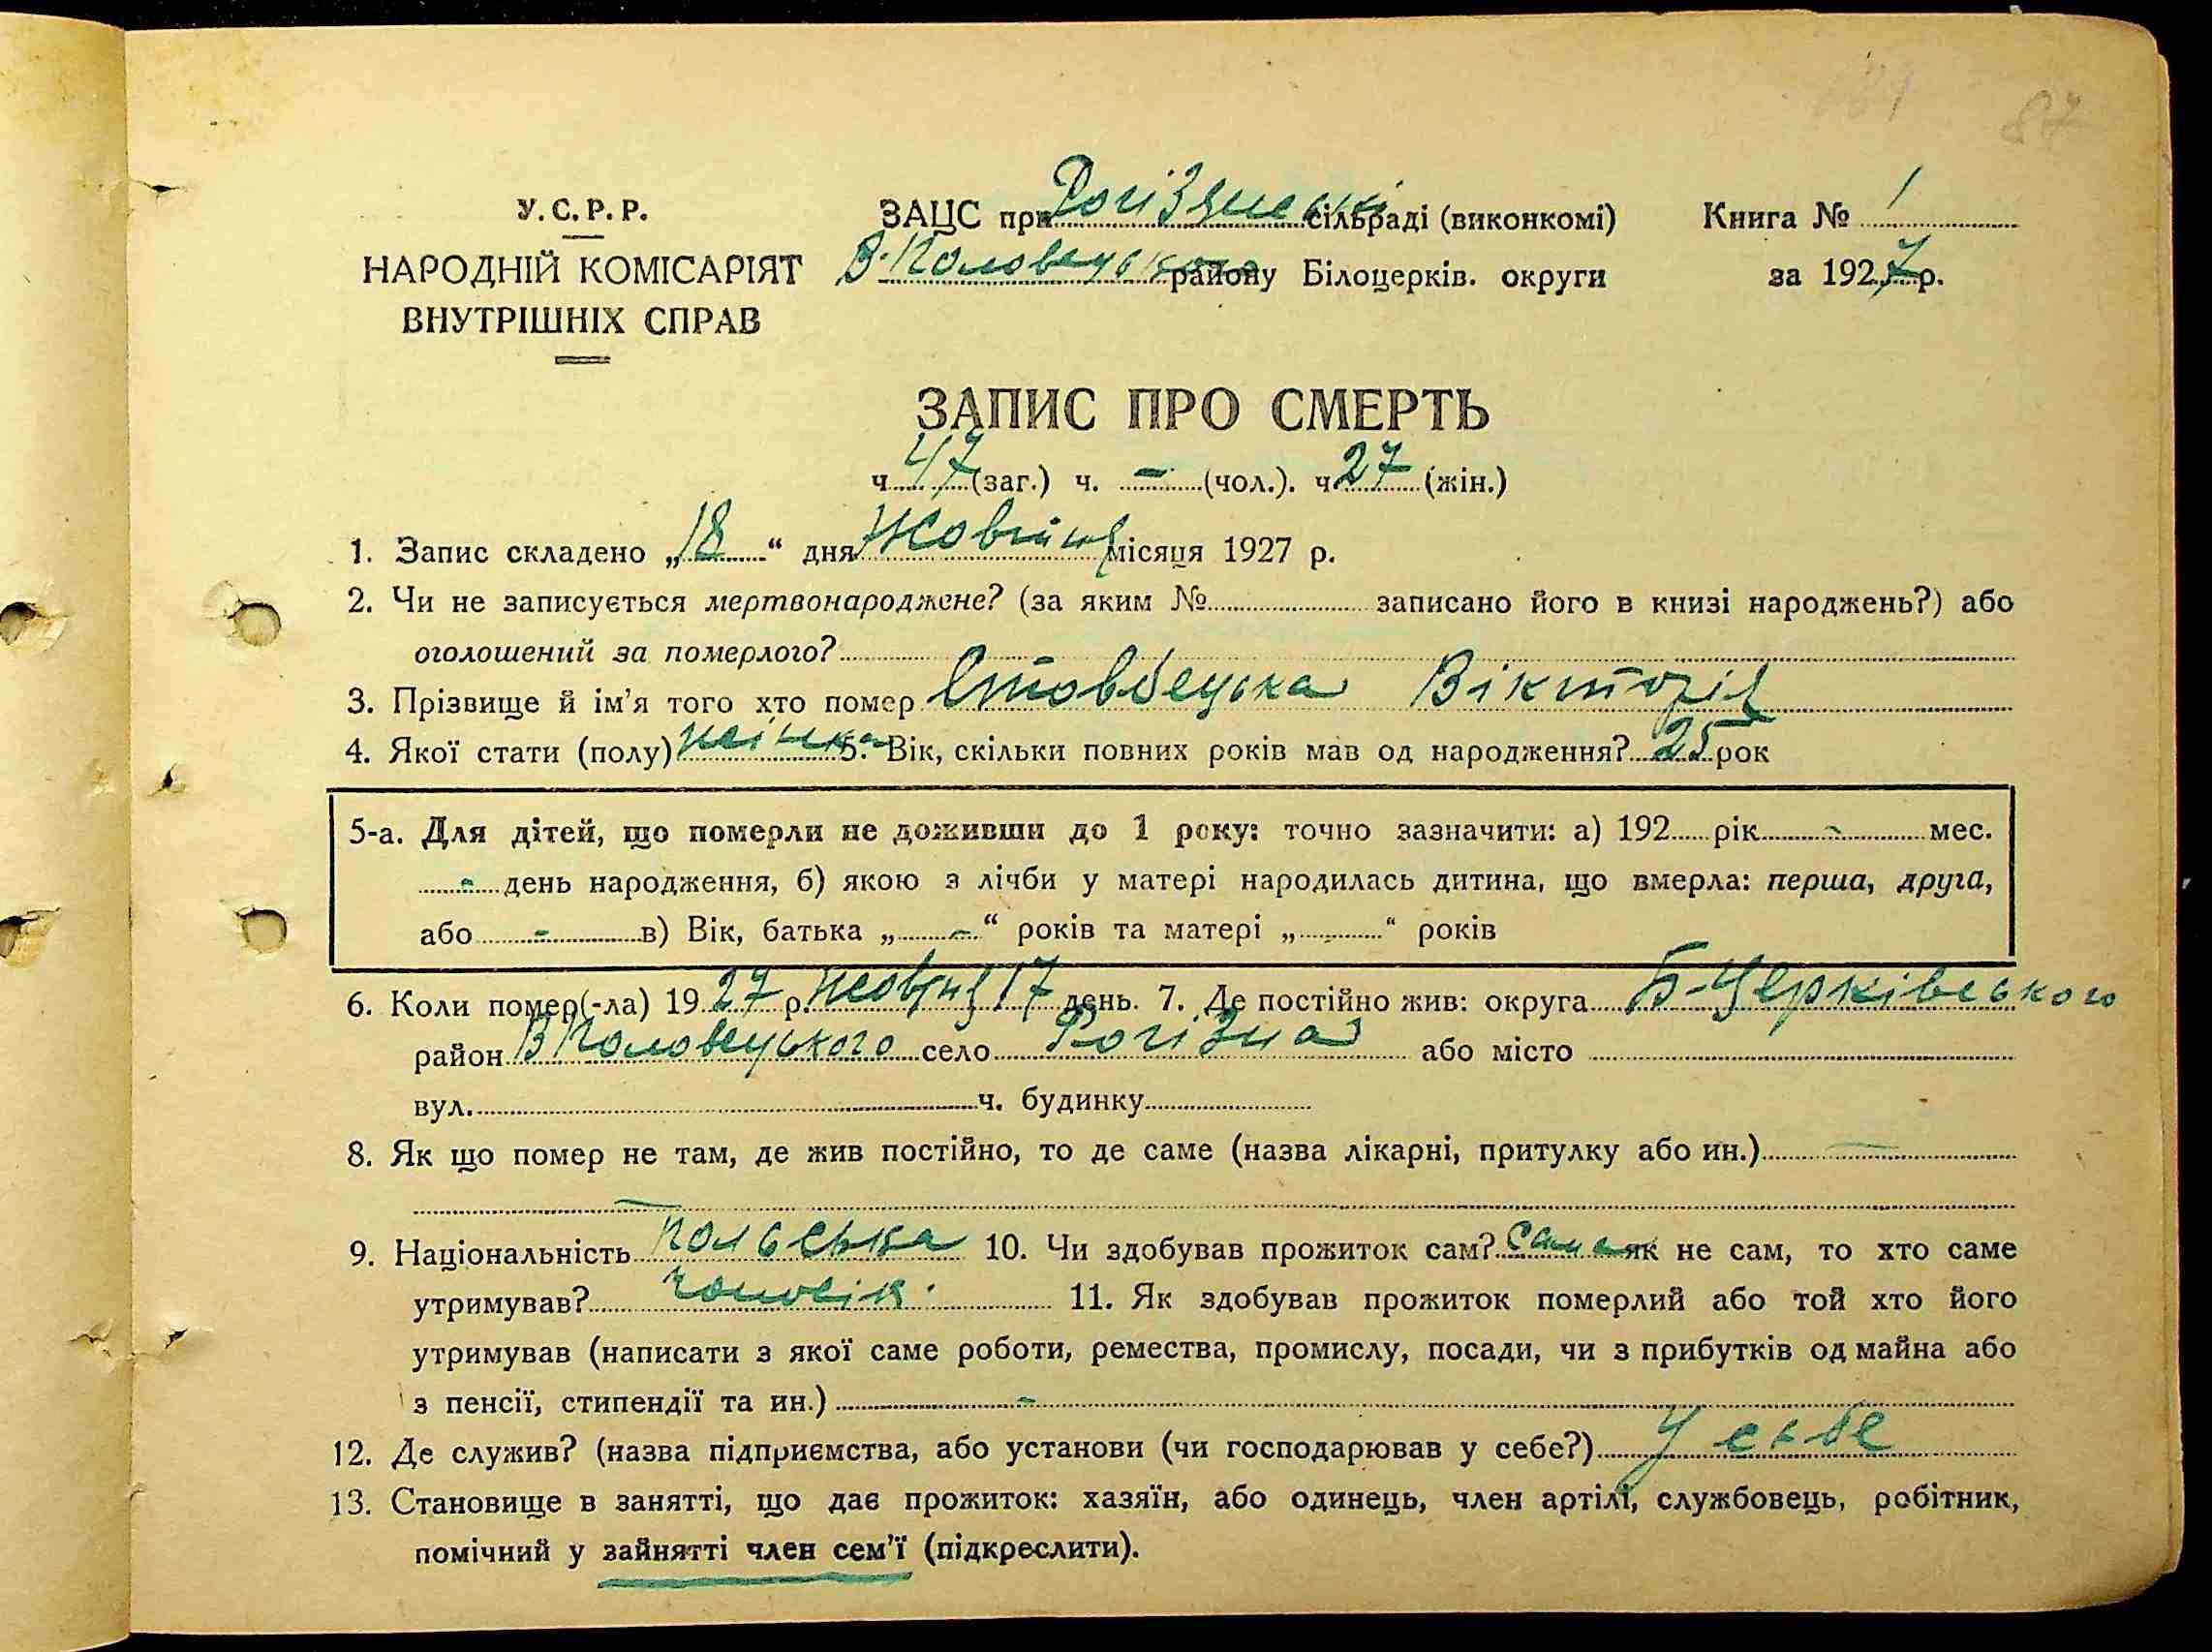 87
У. С. Р. Р.
НАРОДНІЙ КОМІСАРІЯТ
ВНУТРІШНІХ СПРАВ
ЗАЦС при Рогізнеські сільраді (виконкомі)
В-Половецького району Білоцерків. округи
Книга № 1
за 1927 р.
ЗАПИС ПРО СМЕРТЬ
ч 47 (заг.) ч. - (чол.). ч 27 (жін.)
1. Запис складено „18“ дня Жовтня місяця 1927 р.
2. Чи не записується мертвонароджене? (за яким № записано його в книзі народжень?) або
оголошений за померлого?
3. Прізвище й ім'я того хто помер Стовбецька Вікторія
4. Якої стати (полу) жінка 5. Вік, скільки повних років мав од народження? 25 рок
5-а. Для дітей, що померли не доживши до 1 року: точно зазначити: а) 192 рік - мес.
- день народження, б) якою з лічби у матері народилась дитина, що вмерла: перша, друга,
або - в) Вік, батька „-“ років та матері „-“ років
6. Коли помер(-ла) 1927 р. жовтня 17 день. 7. Де постійно жив: округа Б-Церківського
район В Половецького село Рогізна або місто
вул. ч. будинку
8. Як що помер не там, де жив постійно, то де саме (назва лікарні, притулку або ин.) —
9. Національність Польська 10. Чи здобував прожиток сам? Сама як не сам, то хто саме
утримував? чоловік. 11. Як здобував прожиток померлий або той хто його
утримував (написати з якої саме роботи, ремества, промислу, посади, чи з прибутків од майна або
з пенсії, стипендії та ин.) -
12. Де служив? (назва підприємства, або установи (чи господарював у себе?) У себе
13. Становище в занятті, що дає прожиток: хазяїн, або одинець, член артілі, службовець, робітник,
помічний у зайнятті член сем'ї (підкреслити).